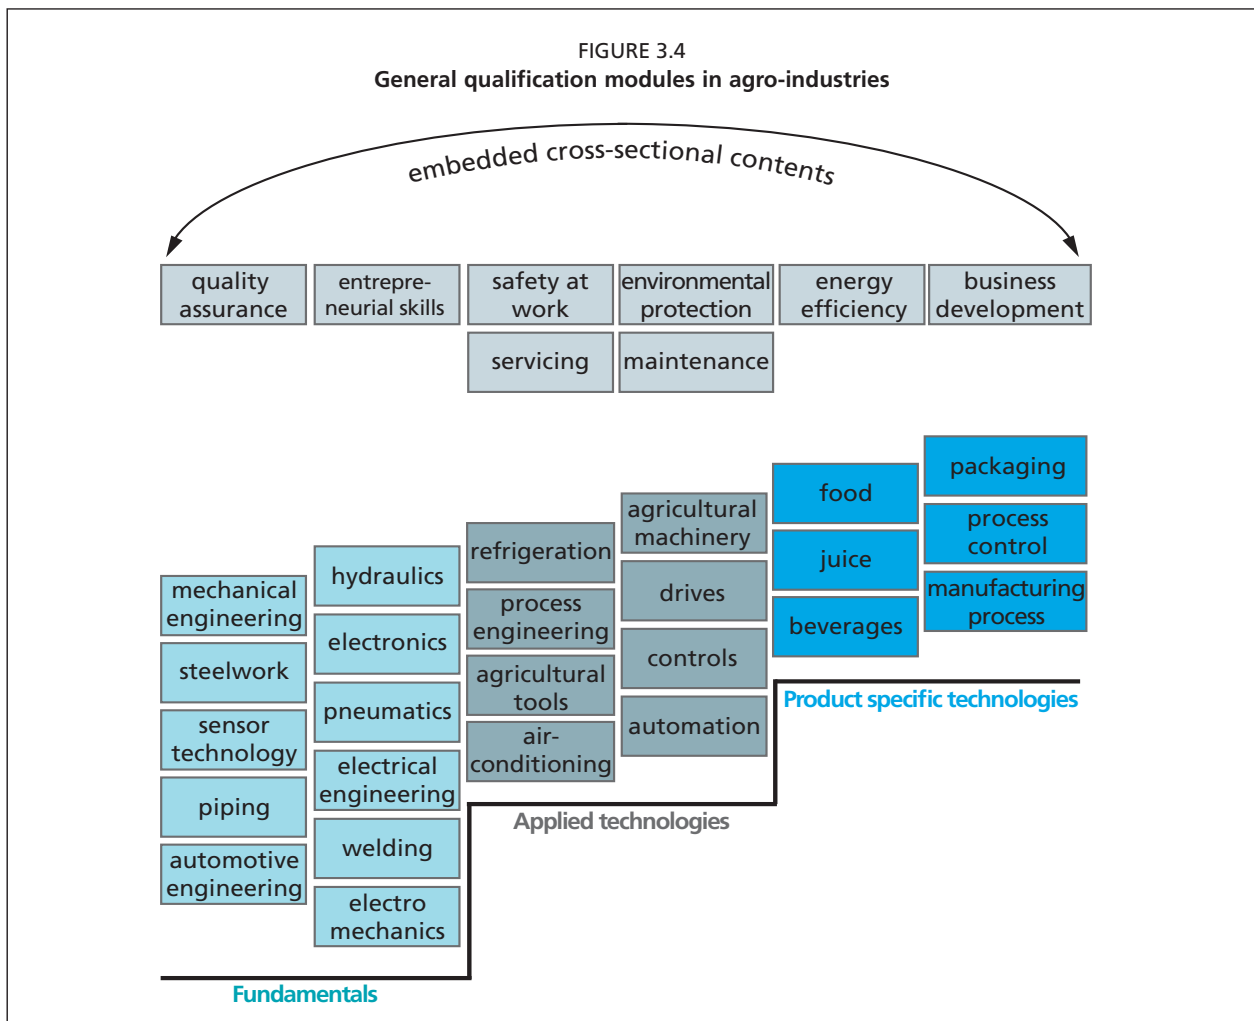 FIGURE 3.4
General qualification modules in agro-industries
embedded cross-sectional contents
quality
assurance
entrepre-
neurial skills
safety at
work
environmental
protection
energy
efficiency
business
development
servicing
maintenance
mechanical
engineering
steelwork
sensor
technology
piping
automotive
engineering
hydraulics
electronics
pneumatics
electrical
engineering
welding
electro
mechanics
Fundamentals
refrigeration
process
engineering
agricultural
tools
air-
conditioning
agricultural
machinery
drives
controls
automation
Applied technologies
food
juice
beverages
packaging
process
control
manufacturing
process
Product specific technologies